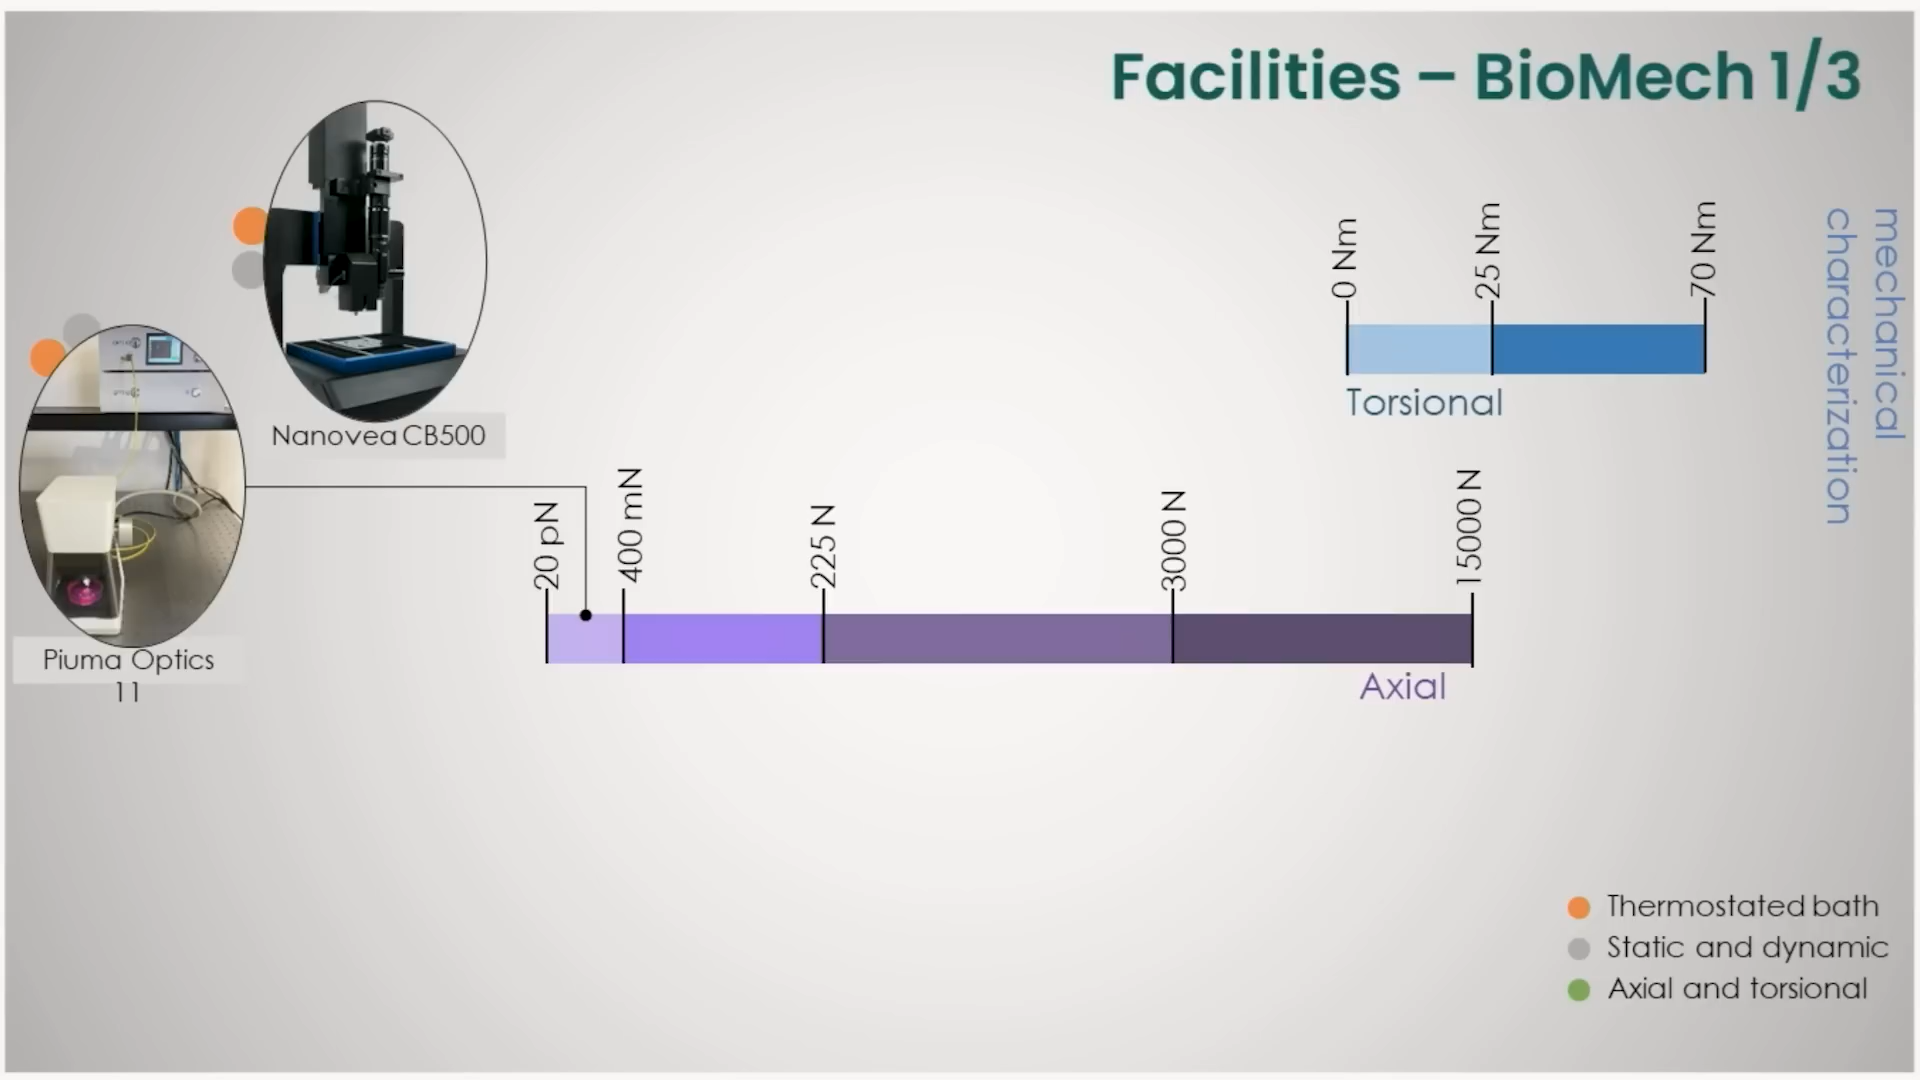 Facilities – BioMech 1/3
mechanical
characterization
0 Nm
25 Nm
70 Nm
Torsional
Nanovea CB500
Piuma Optics
11
20 pN
400 mN
225 N
3000 N
15000 N
Axial
Thermostated bath
Static and dynamic
Axial and torsional